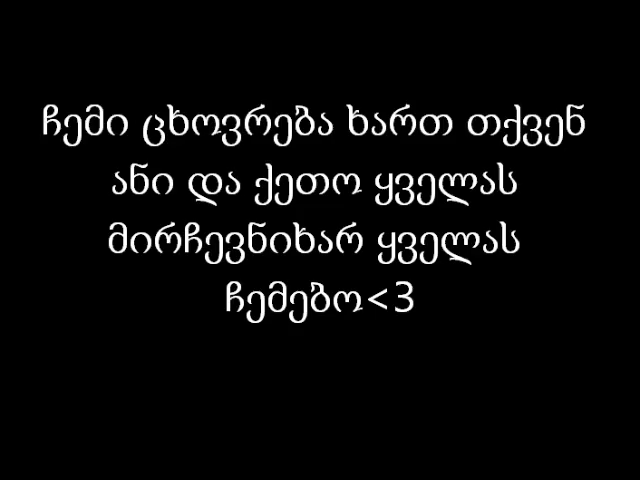 ჩემი ცხოვრება ხართ თქვენ
ანი და ქეთო ყველას
მირჩევნიხარ ყველას
ჩემებო<3